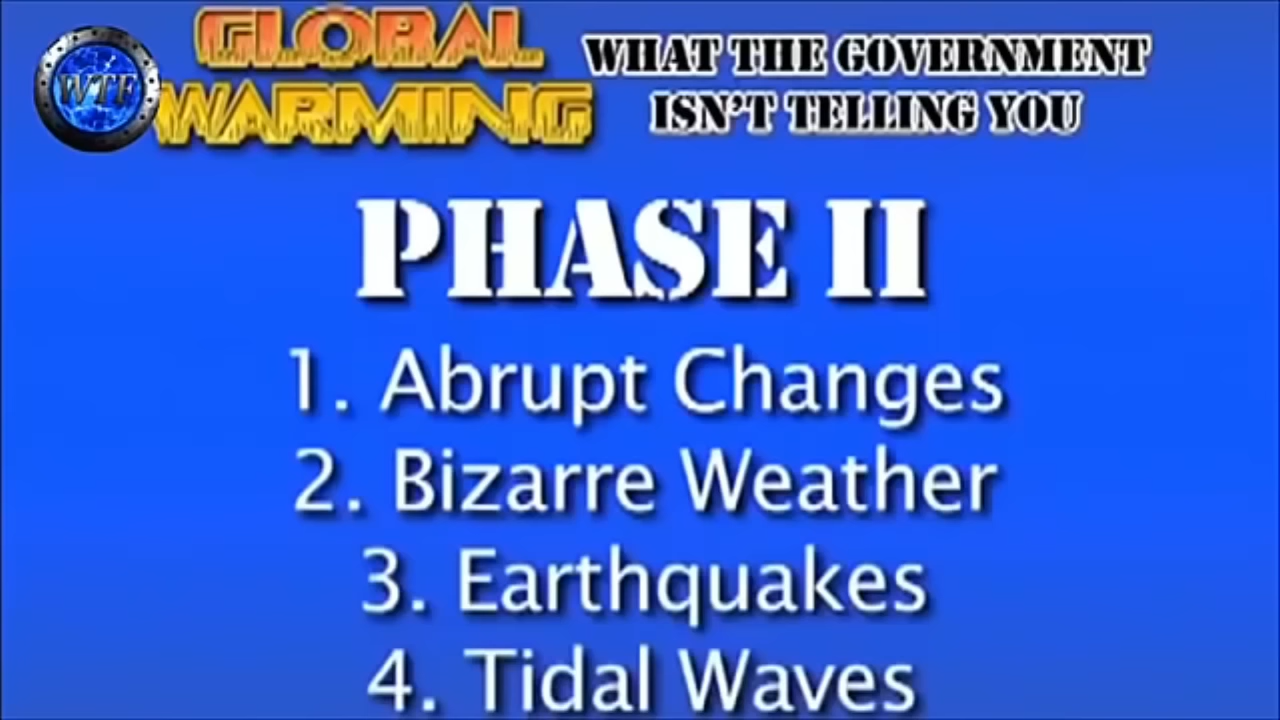 WTF
GLOBAL
WARMING
WHAT THE GOVERNMENT
ISN'T TELLING YOU
PHASE II
1. Abrupt Changes
2. Bizarre Weather
3. Earthquakes
4. Tidal Waves